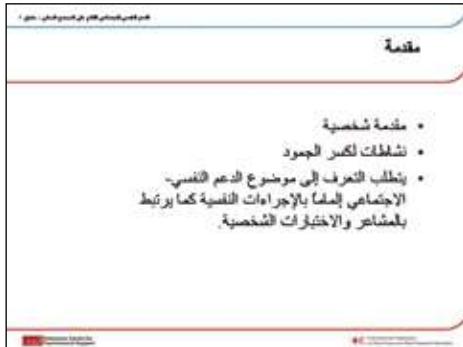 مقدمة
مقدمة شخصية
نشاطات لكسر الجمود
يتطلب التعرف إلى موضوع الدعم النفسي-
الاجتماعي إلماماً بالإجراءات النفسية كما يرتبط
بالمشاعر والاختبارات الشخصية.